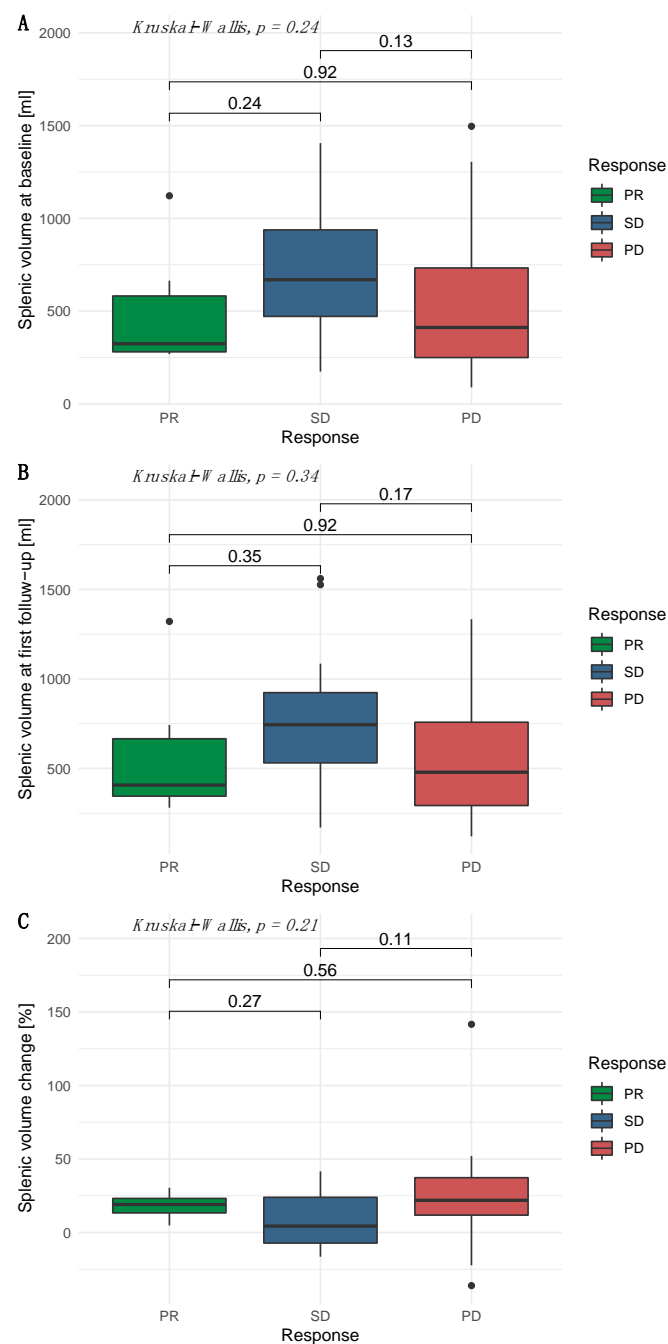 A
Kruskal-Wallis, p = 0.24
2000
1500
1000
500
0
Splenic volume at baseline [ml]
0.13
0.92
0.24
PR
SD
PD
Response
Response
PR
SD
PD
B
Kruskal-Wallis, p = 0.34
2000
1500
1000
500
Splenic volume at first folluw-up [ml]
0.17
0.92
0.35
PR
SD
PD
Response
Response
PR
SD
PD
C
Kruskal-Wallis, p = 0.21
200
150
100
50
0
Splenic volume change [%]
0.11
0.56
0.27
PR
SD
PD
Response
Response
PR
SD
PD